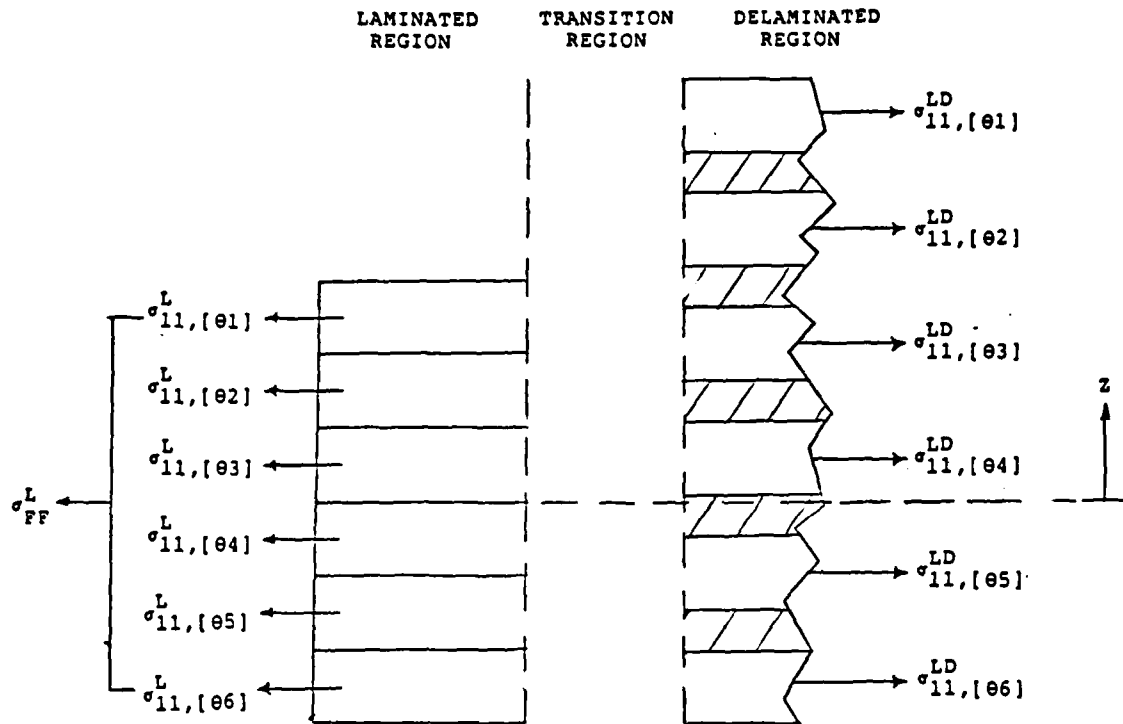 LAMINATED REGION
TRANSITION REGION
DELAMINATED REGION
σ^L_11,[θ1]
σ^L_11,[θ2]
σ^L_11,[θ3]
σ^L_11,[θ4]
σ^L_11,[θ5]
σ^L_11,[θ6]
σ^L_FF
σ^LD_11,[θ1]
σ^LD_11,[θ2]
σ^LD_11,[θ3]
σ^LD_11,[θ4]
σ^LD_11,[θ5]
σ^LD_11,[θ6]
Z